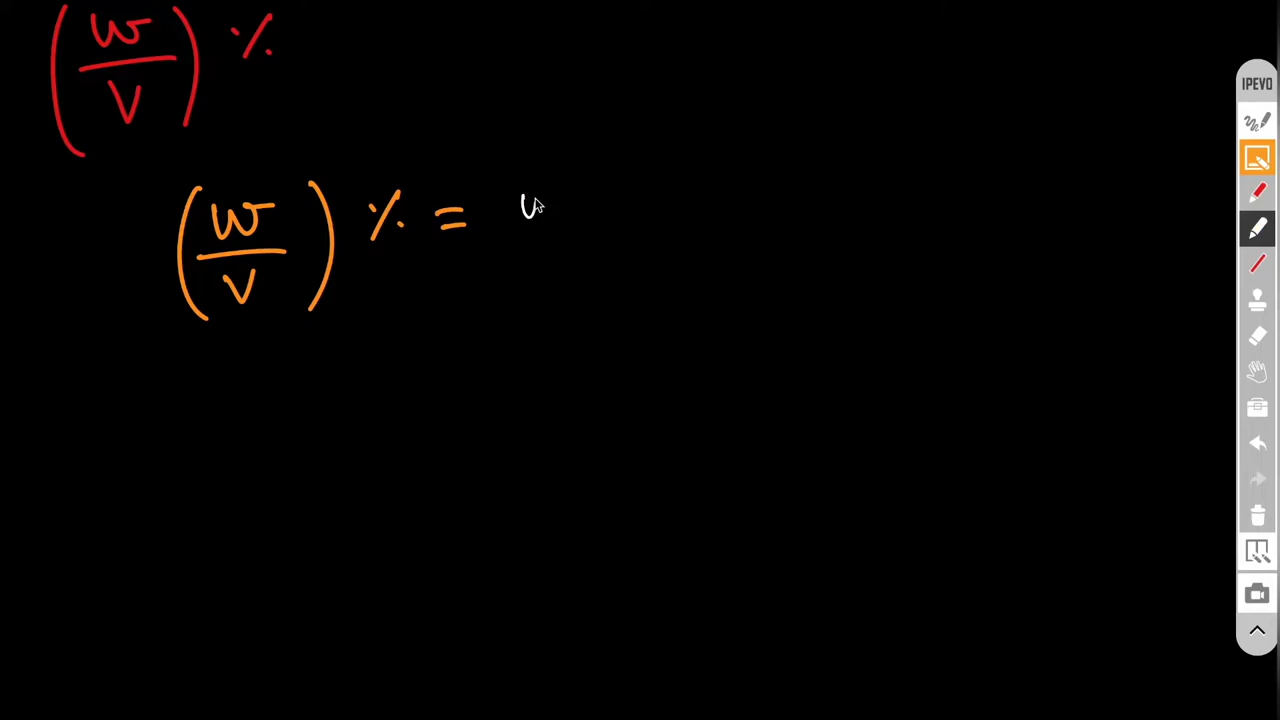 (w/v) %
IPEVO
(w/v) % =